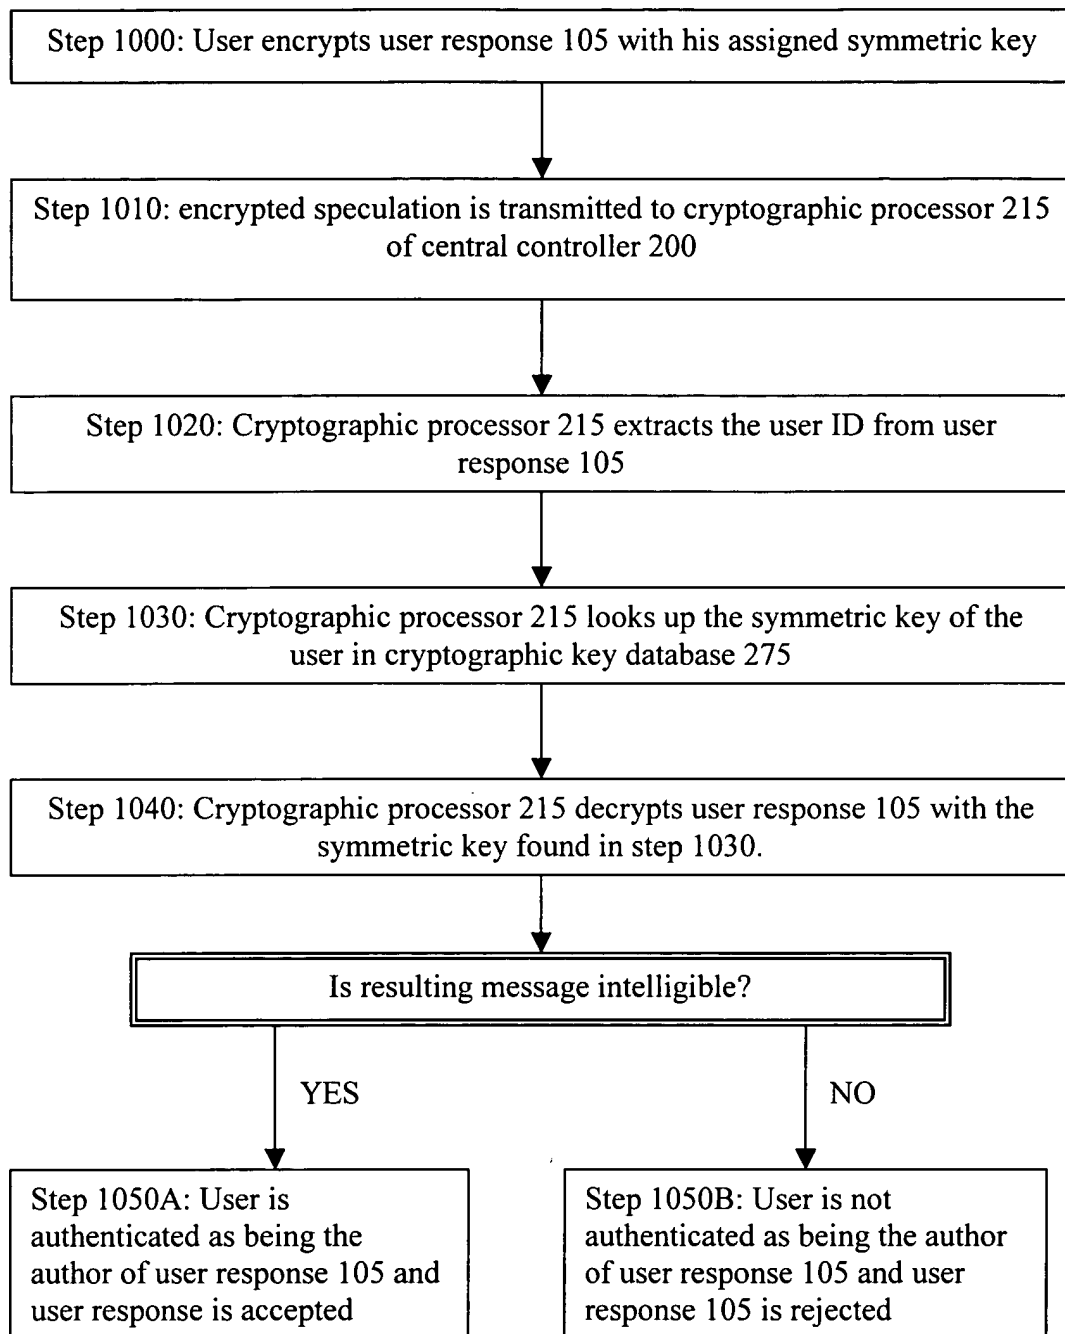 Step 1000: User encrypts user response 105 with his assigned symmetric key
Step 1010: encrypted speculation is transmitted to cryptographic processor 215
of central controller 200
Step 1020: Cryptographic processor 215 extracts the user ID from user
response 105
Step 1030: Cryptographic processor 215 looks up the symmetric key of the
user in cryptographic key database 275
Step 1040: Cryptographic processor 215 decrypts user response 105 with the
symmetric key found in step 1030.
Is resulting message intelligible?
YES
NO
Step 1050A: User is
authenticated as being the
author of user response 105 and
user response is accepted
Step 1050B: User is not
authenticated as being the author
of user response 105 and user
response 105 is rejected